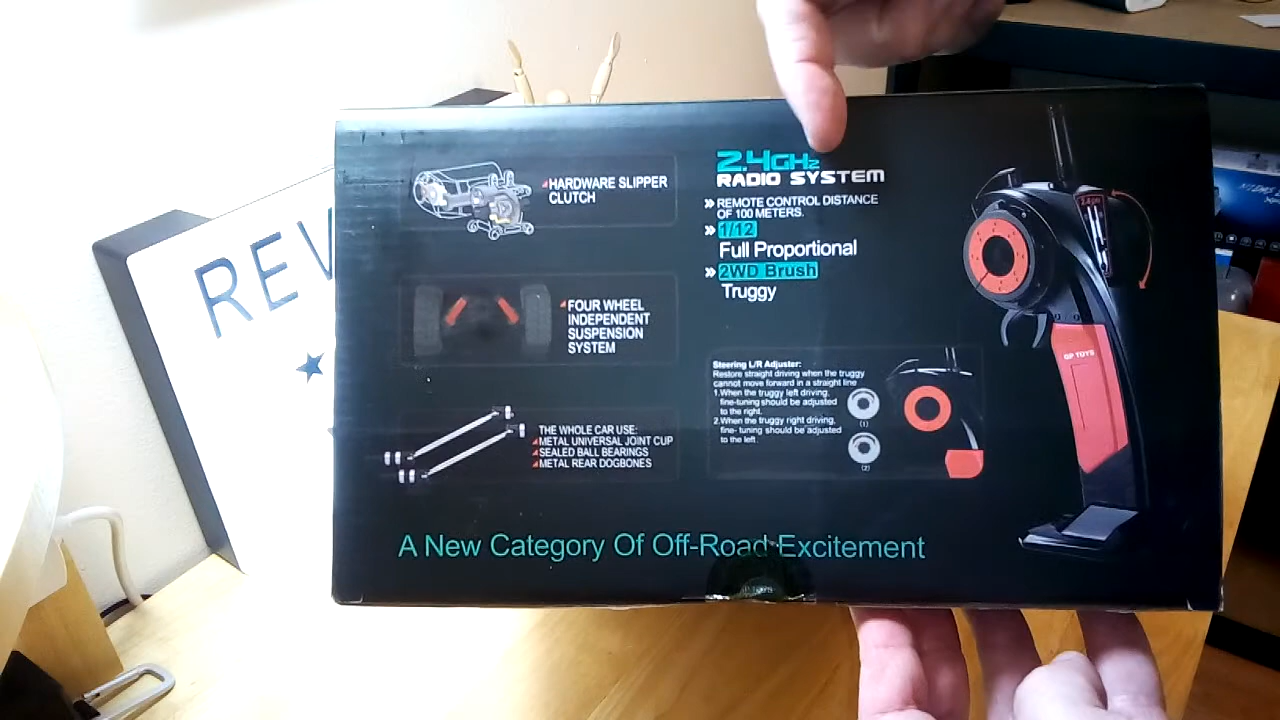 REV
HARDWARE SLIPPER
CLUTCH
FOUR WHEEL
INDEPENDENT
SUSPENSION
SYSTEM
THE WHOLE CAR USE:
METAL UNIVERSAL JOINT CUP
SEALED BALL BEARINGS
METAL REAR DOGBONES
2.4GHz
RADIO SYSTEM
» REMOTE CONTROL DISTANCE
OF 100 METERS.
» 1/12
Full Proportional
» 2WD Brush
Truggy
Steering L/R Adjuster:
Restore straight driving when the truggy
cannot move forward in a straight line
1.When the truggy left driving,
fine-tuning should be adjusted
to the right.
2.When the truggy right driving,
fine- tuning should be adjusted
to the left.
(1)
(2)
GP TOYS
A New Category Of Off-Road Excitement